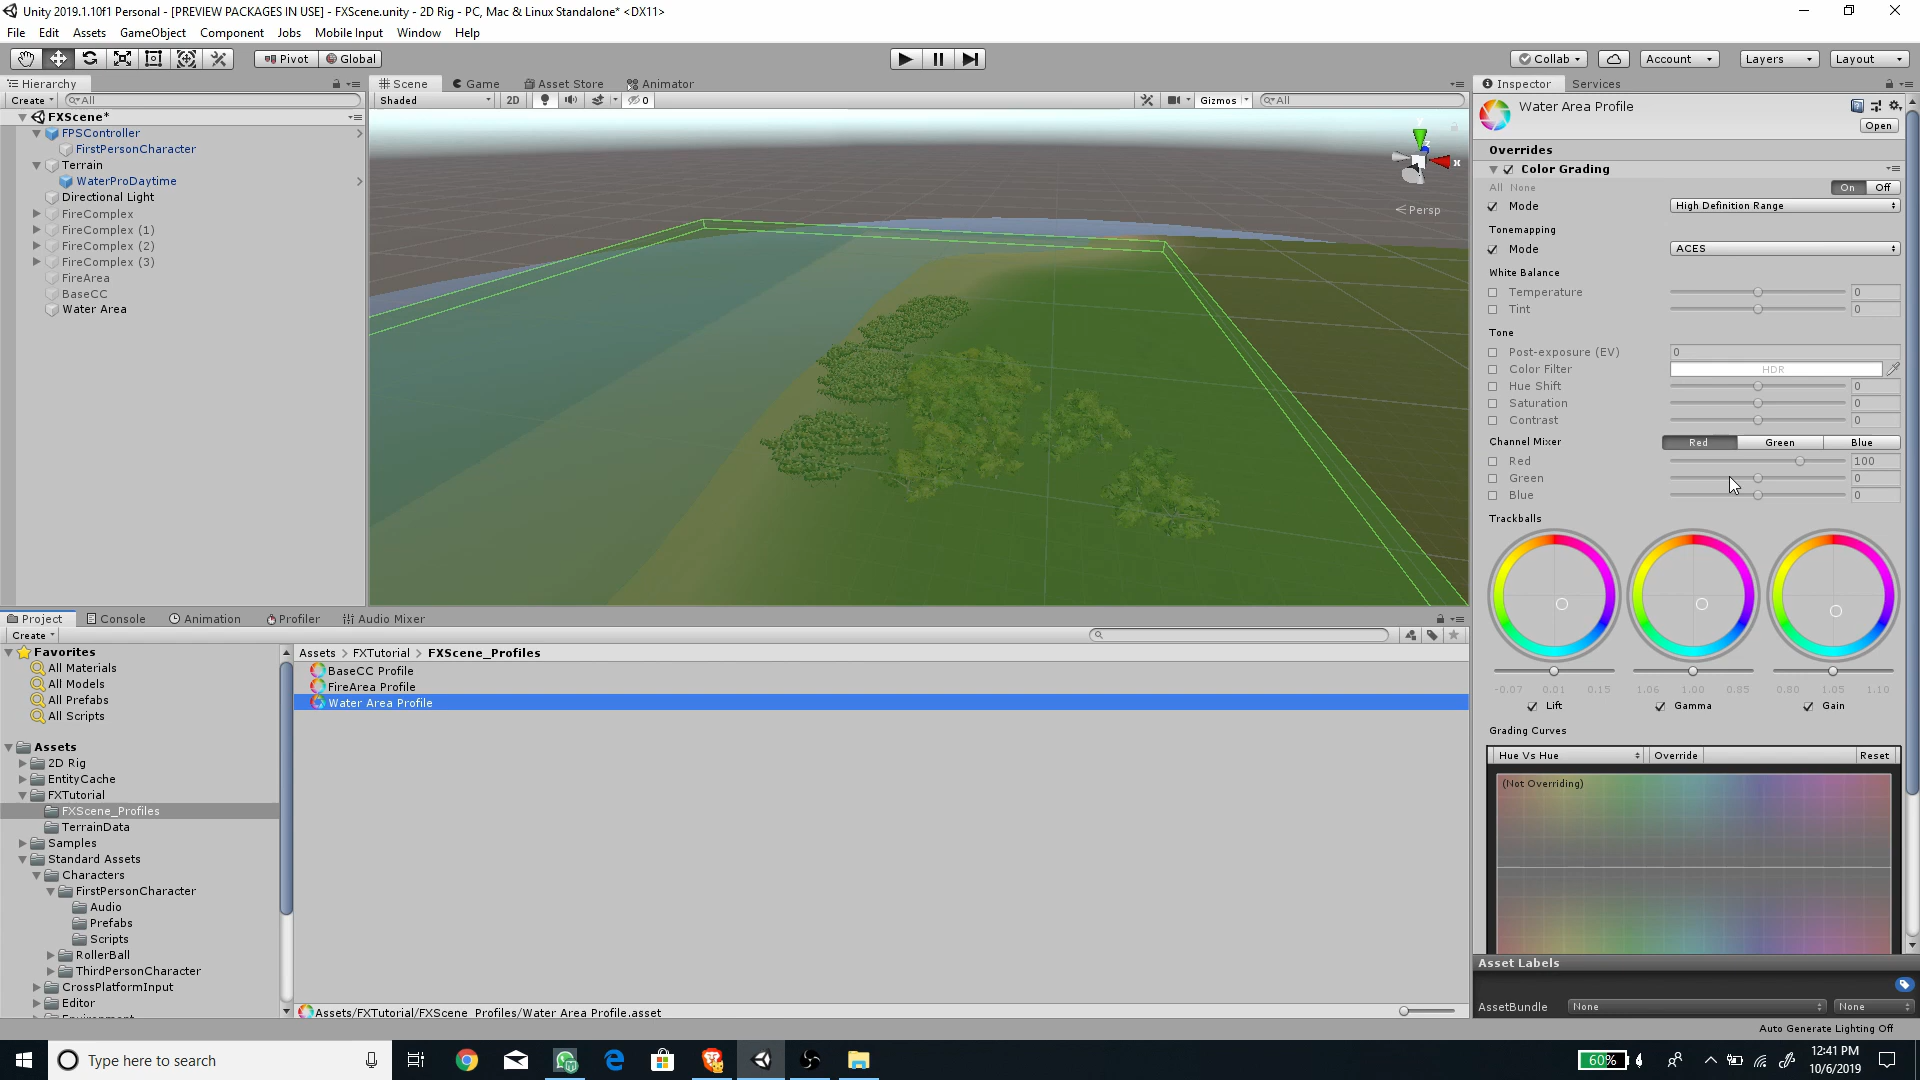 Unity 2019.1.10f1 Personal - [PREVIEW PACKAGES IN USE] - FXScene.unity - 2D Rig - PC, Mac & Linux Standalone* <DX11>
File Edit Assets GameObject Component Jobs Mobile Input Window Help
Pivot Global Collab Account Layers Layout
Hierarchy
Create All
FXScene*
FPSController
FirstPersonCharacter
Terrain
WaterProDaytime
Directional Light
FireComplex
FireComplex (1)
FireComplex (2)
FireComplex (3)
FireArea
BaseCC
Water Area
Scene Game Asset Store Animator
Shaded 2D 0 Gizmos All
y
z
x
Persp
Inspector Services
Water Area Profile
Open
Overrides
Color Grading
All None On Off
Mode High Definition Range
Tonemapping
Mode ACES
White Balance
Temperature 0
Tint 0
Tone
Post-exposure (EV) 0
Color Filter HDR
Hue Shift 0
Saturation 0
Contrast 0
Channel Mixer Red Green Blue
Red 100
Green 0
Blue 0
Trackballs
-0.07 0.01 0.15 1.06 1.00 0.85 0.80 1.05 1.10
Lift Gamma Gain
Grading Curves
Hue Vs Hue Override Reset
(Not Overriding)
Asset Labels
AssetBundle None None
Auto Generate Lighting Off
Project Console Animation Profiler Audio Mixer
Create
Favorites
All Materials
All Models
All Prefabs
All Scripts
Assets
2D Rig
EntityCache
FXTutorial
FXScene_Profiles
TerrainData
Samples
Standard Assets
Characters
FirstPersonCharacter
Audio
Prefabs
Scripts
RollerBall
ThirdPersonCharacter
CrossPlatformInput
Editor
Environment
Assets > FXTutorial > FXScene_Profiles
BaseCC Profile
FireArea Profile
Water Area Profile
Assets/FXTutorial/FXScene_Profiles/Water Area Profile.asset
Type here to search
60%
12:41 PM
10/6/2019